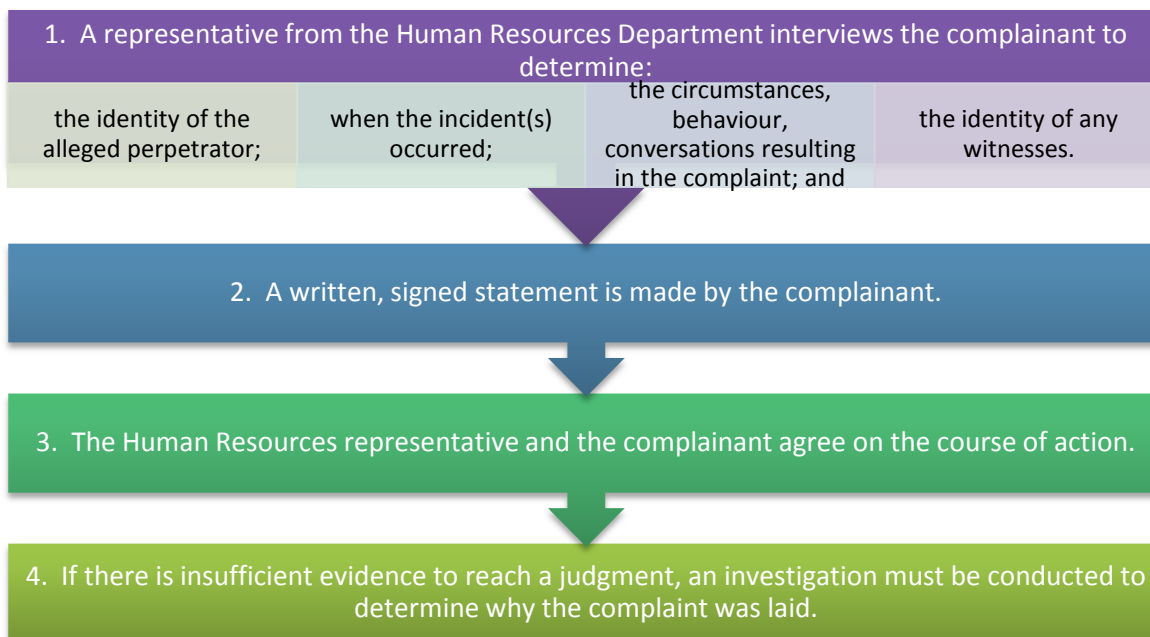 1. A representative from the Human Resources Department interviews the complainant to
determine:
the identity of the
alleged perpetrator;
when the incident(s)
occurred;
the circumstances,
behaviour,
conversations resulting
in the complaint; and
the identity of any
witnesses.
2. A written, signed statement is made by the complainant.
3. The Human Resources representative and the complainant agree on the course of action.
4. If there is insufficient evidence to reach a judgment, an investigation must be conducted to
determine why the complaint was laid.